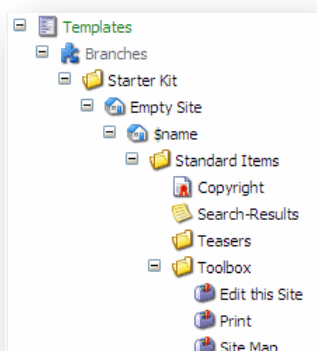 Templates
Branches
Starter Kit
Empty Site
$name
Standard Items
Copyright
Search-Results
Teasers
Toolbox
Edit this Site
Print
Site Map